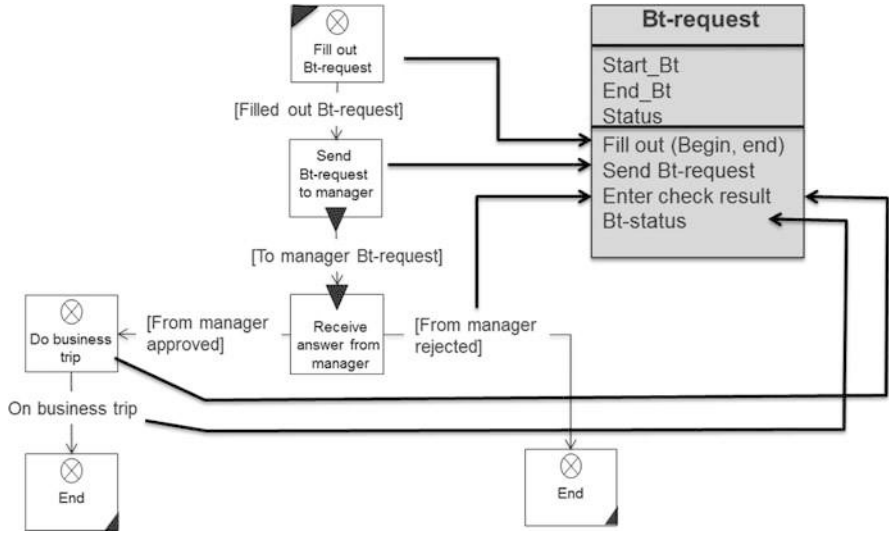 Fill out
Bt-request
[Filled out Bt-request]
Send
Bt-request
to manager
[To manager Bt-request]
Receive
answer from
manager
[From manager
approved]
[From manager
rejected]
Do business
trip
On business trip
End
End
Bt-request
Start_Bt
End_Bt
Status
Fill out (Begin, end)
Send Bt-request
Enter check result
Bt-status